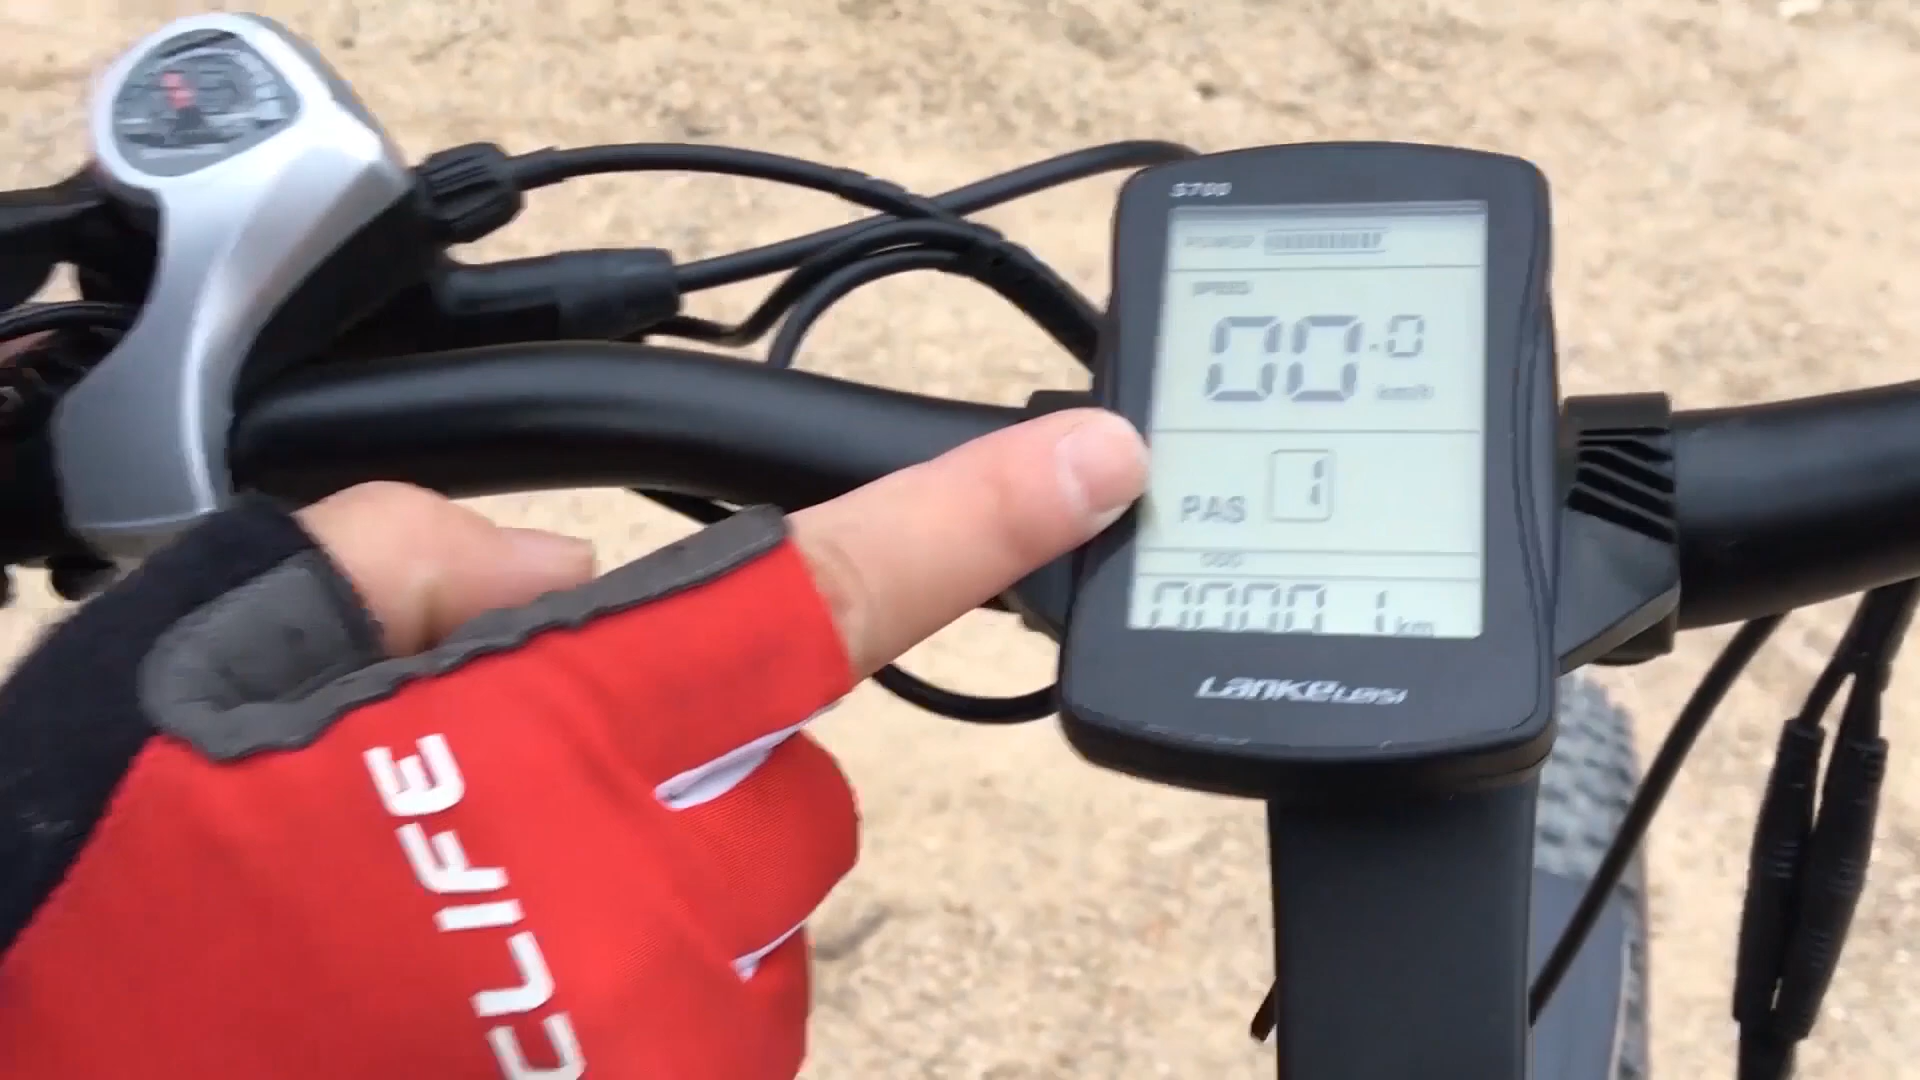 S700
POWER
SPEED
00.0
km/h
PAS 1
ODO
0000 1 km
LANKELEISI
CLIFE